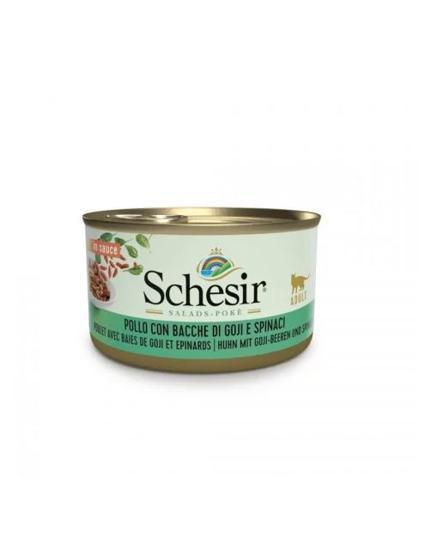 in sauce
Schesir
SALADS-POKÉ
ADULT
POLLO CON BACCHE DI GOJI E SPINACI
POULET AVEC BAIES DE GOJI ET EPINARDS | HUHN MIT GOJI-BEEREN UND